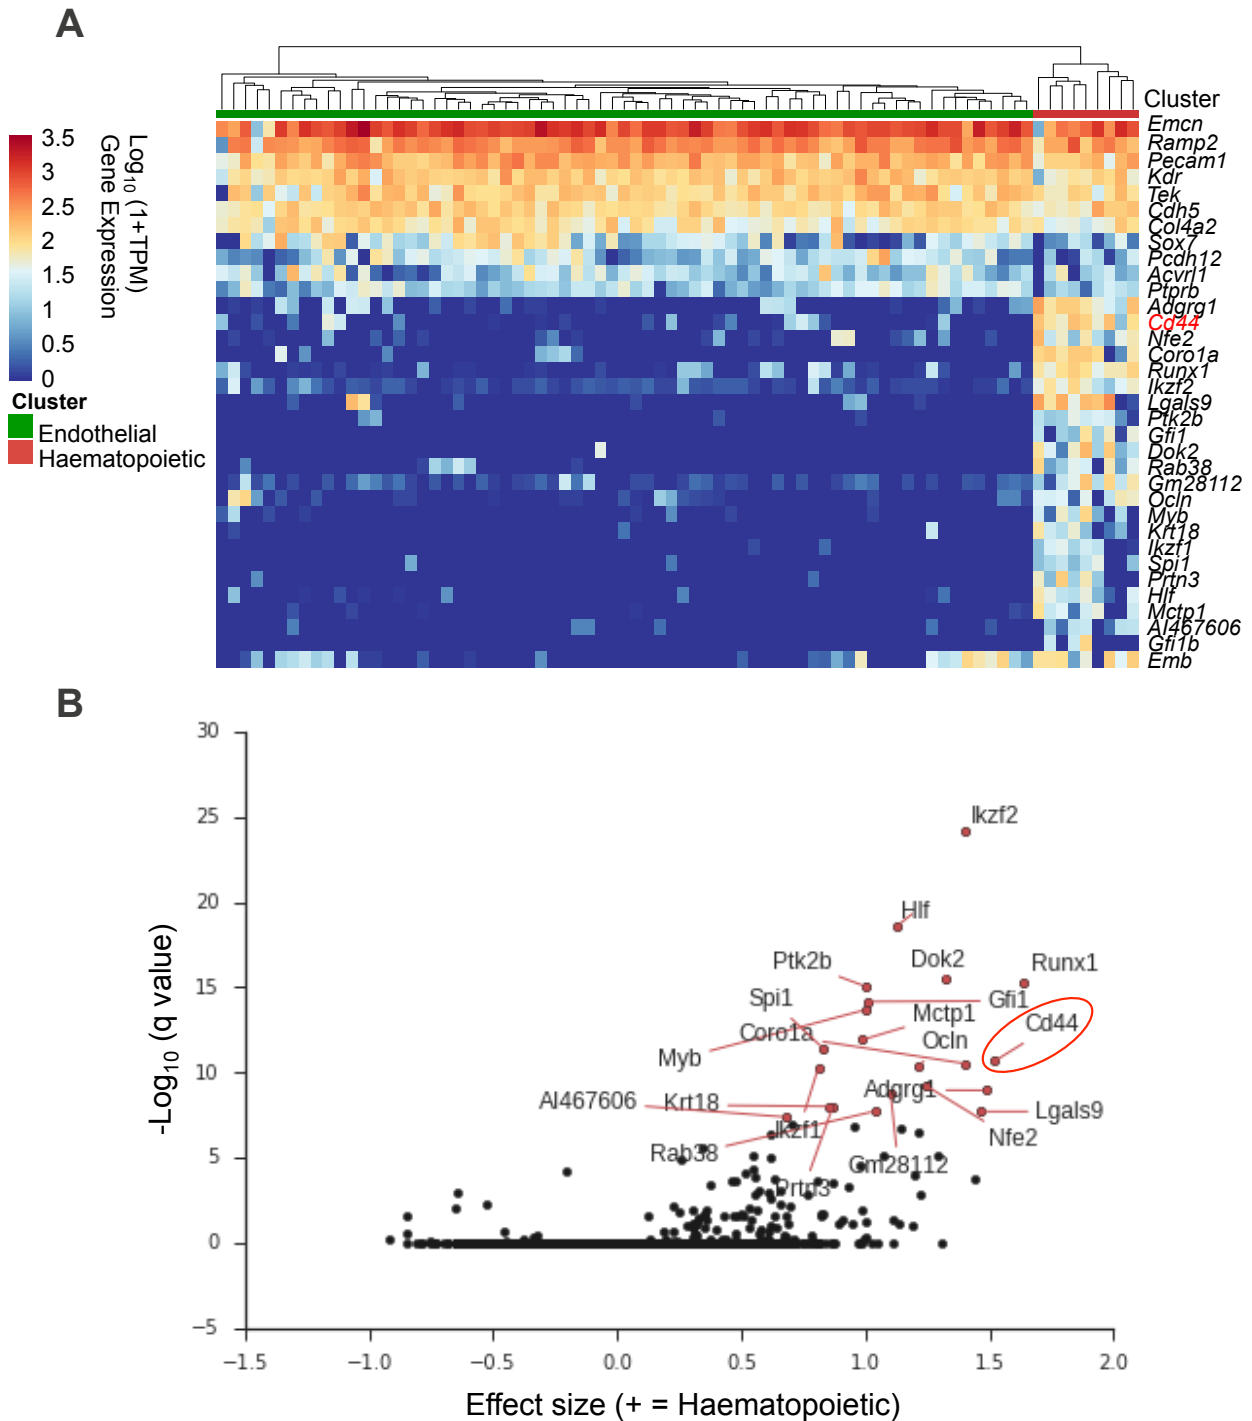 A
Cluster
3.5
3
2.5
2
1.5
1
0.5
0
Log10 (1+TPM)
Gene Expression
Cluster
Endothelial
Haematopoietic
Emcn
Ramp2
Pecam1
Kdr
Tek
Cdh5
Col4a2
Sox7
Pcdh12
Acvrl1
Ptprb
Adgrg1
Cd44
Nfe2
Coro1a
Runx1
Ikzf2
Lgals9
Ptk2b
Gfi1
Dok2
Rab38
Gm28112
Ocln
Myb
Krt18
Ikzf1
Spi1
Prtn3
Hlf
Mctp1
AI467606
Gfi1b
Emb
B
30
25
20
15
10
5
0
−5
-Log10 (q value)
Ikzf2
Hlf
Ptk2b
Dok2
Runx1
Spi1
Gfi1
Mctp1
Cd44
Coro1a
Ocln
Myb
AI467606
Krt18
Adgrg1
Lgals9
Ikzf1
Nfe2
Rab38
Gm28112
Prtn3
−1.5
−1.0
−0.5
0.0
0.5
1.0
1.5
2.0
Effect size (+ = Haematopoietic)